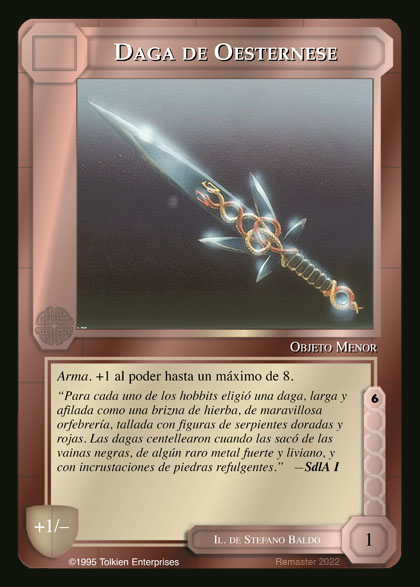 Daga de Oesternese
Objeto Menor
Arma. +1 al poder hasta un máximo de 8.
“Para cada uno de los hobbits eligió una daga, larga y
afilada como una brizna de hierba, de maravillosa
orfebrería, tallada con figuras de serpientes doradas y
rojas. Las dagas centellearon cuando las sacó de las
vainas negras, de algún raro metal fuerte y liviano, y
con incrustaciones de piedras refulgentes.” —SdlA I
6
+1/–
Il. de Stefano Baldo
1
©1995 Tolkien Enterprises
Remaster 2022